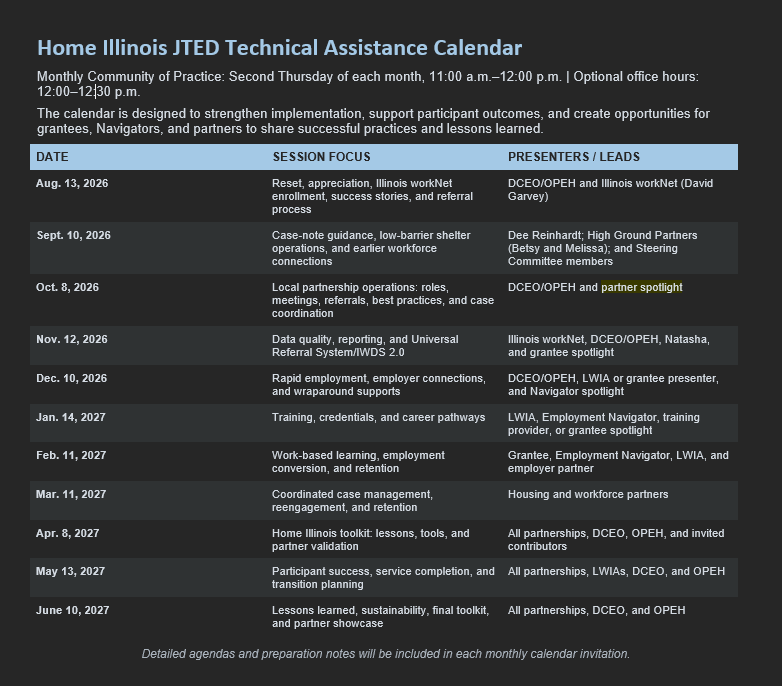 Home Illinois JTED Technical Assistance Calendar
Monthly Community of Practice: Second Thursday of each month, 11:00 a.m.–12:00 p.m. | Optional office hours:
12:00–12:30 p.m.
The calendar is designed to strengthen implementation, support participant outcomes, and create opportunities for
grantees, Navigators, and partners to share successful practices and lessons learned.
DATE SESSION FOCUS PRESENTERS / LEADS
Aug. 13, 2026 Reset, appreciation, Illinois workNet DCEO/OPEH and Illinois workNet (David
enrollment, success stories, and referral Garvey)
process
Sept. 10, 2026 Case-note guidance, low-barrier shelter Dee Reinhardt; High Ground Partners
operations, and earlier workforce (Betsy and Melissa); and Steering
connections Committee members
Oct. 8, 2026 Local partnership operations: roles, DCEO/OPEH and partner spotlight
meetings, referrals, best practices, and case
coordination
Nov. 12, 2026 Data quality, reporting, and Universal Illinois workNet, DCEO/OPEH, Natasha,
Referral System/IWDS 2.0 and grantee spotlight
Dec. 10, 2026 Rapid employment, employer connections, DCEO/OPEH, LWIA or grantee presenter,
and wraparound supports and Navigator spotlight
Jan. 14, 2027 Training, credentials, and career pathways LWIA, Employment Navigator, training
provider, or grantee spotlight
Feb. 11, 2027 Work-based learning, employment Grantee, Employment Navigator, LWIA, and
conversion, and retention employer partner
Mar. 11, 2027 Coordinated case management, Housing and workforce partners
reengagement, and retention
Apr. 8, 2027 Home Illinois toolkit: lessons, tools, and All partnerships, DCEO, OPEH, and invited
partner validation contributors
May 13, 2027 Participant success, service completion, and All partnerships, LWIAs, DCEO, and OPEH
transition planning
June 10, 2027 Lessons learned, sustainability, final toolkit, All partnerships, DCEO, and OPEH
and partner showcase
Detailed agendas and preparation notes will be included in each monthly calendar invitation.